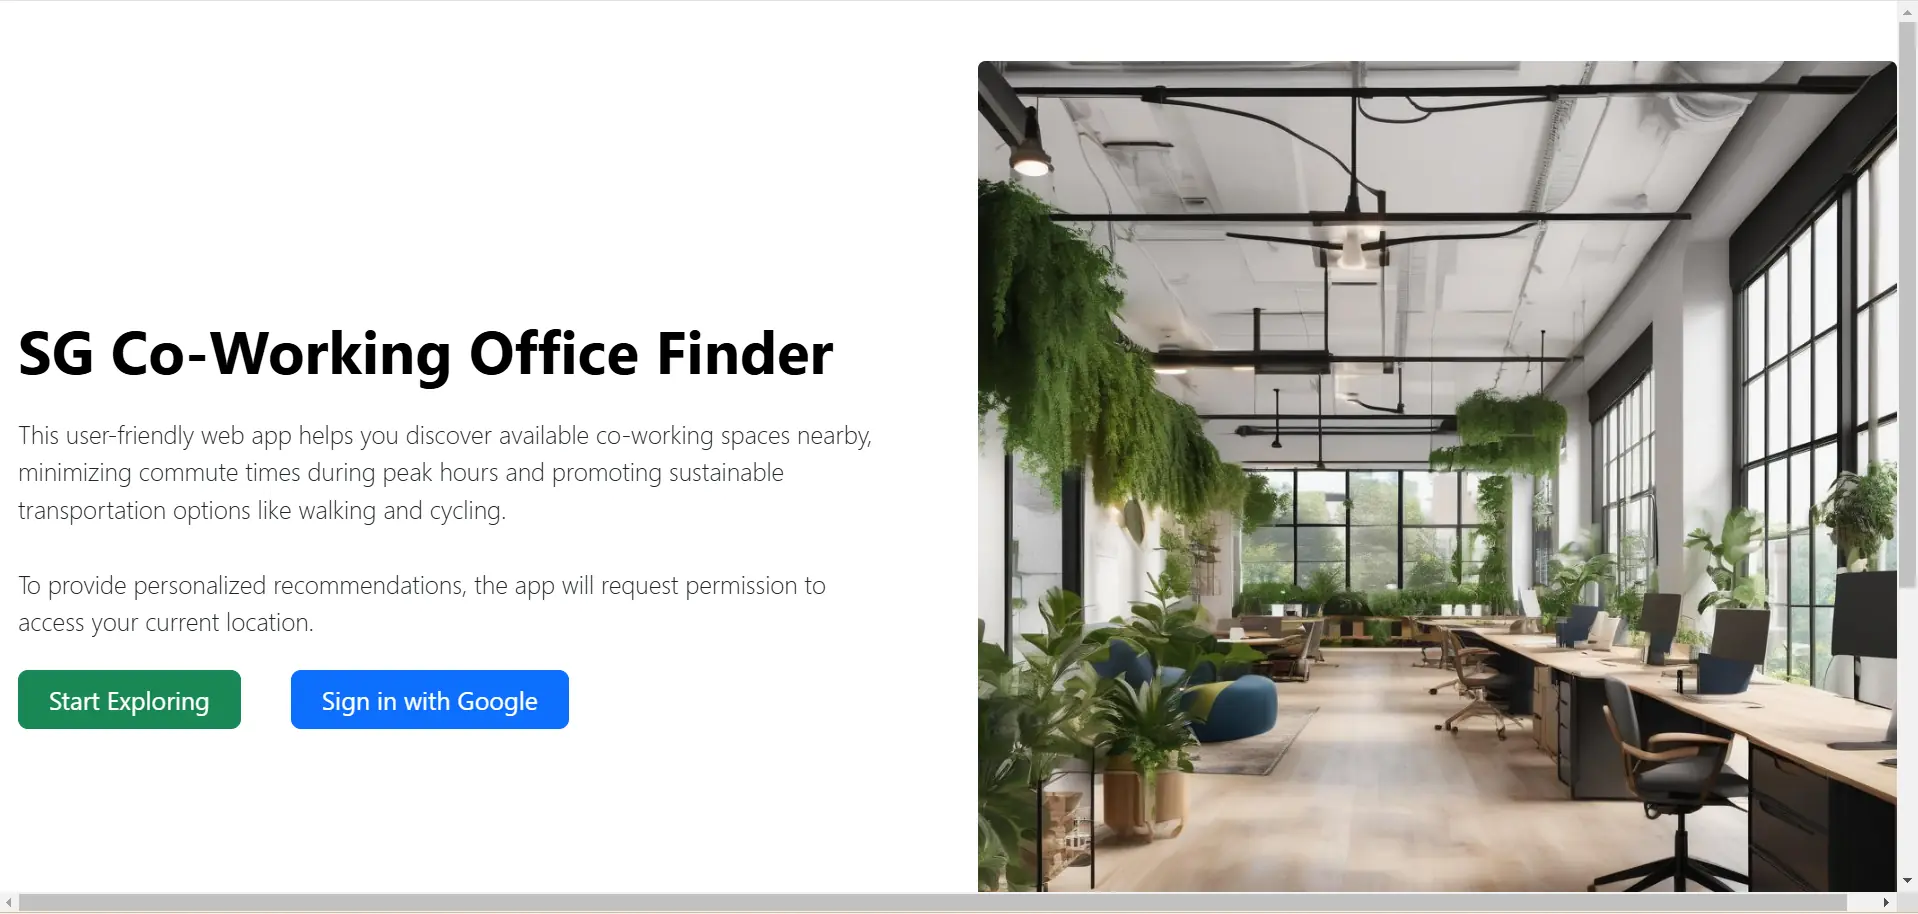 SG Co-Working Office Finder
This user-friendly web app helps you discover available co-working spaces nearby,
minimizing commute times during peak hours and promoting sustainable
transportation options like walking and cycling.
To provide personalized recommendations, the app will request permission to
access your current location.
Start Exploring
Sign in with Google